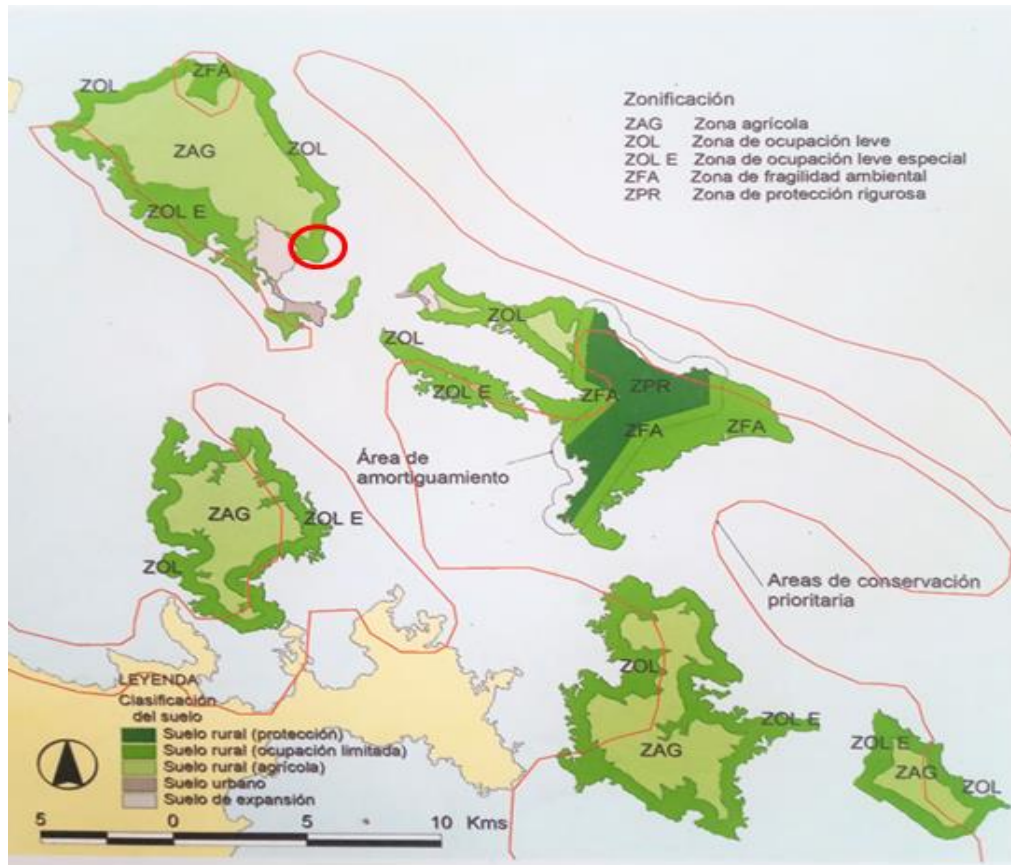 ZFA
ZOL
ZAG
ZOL
ZOL E
Zonificación
ZAG Zona agrícola
ZOL Zona de ocupación leve
ZOL E Zona de ocupación leve especial
ZFA Zona de fragilidad ambiental
ZPR Zona de protección rigurosa
ZOL
ZOL
ZOL E
ZPR
ZFA
ZFA
ZFA
Área de
amortiguamiento
ZAG
ZOL E
ZOL
Areas de conservación
prioritaria
ZOL
ZOL E
ZAG
ZOL E
ZAG
ZOL
LEYENDA
Clasificación
del suelo
Suelo rural (protección)
Suelo rural (ocupación limitada)
Suelo rural (agrícola)
Suelo urbano
Suelo de expansión
5 0 5 10 Kms